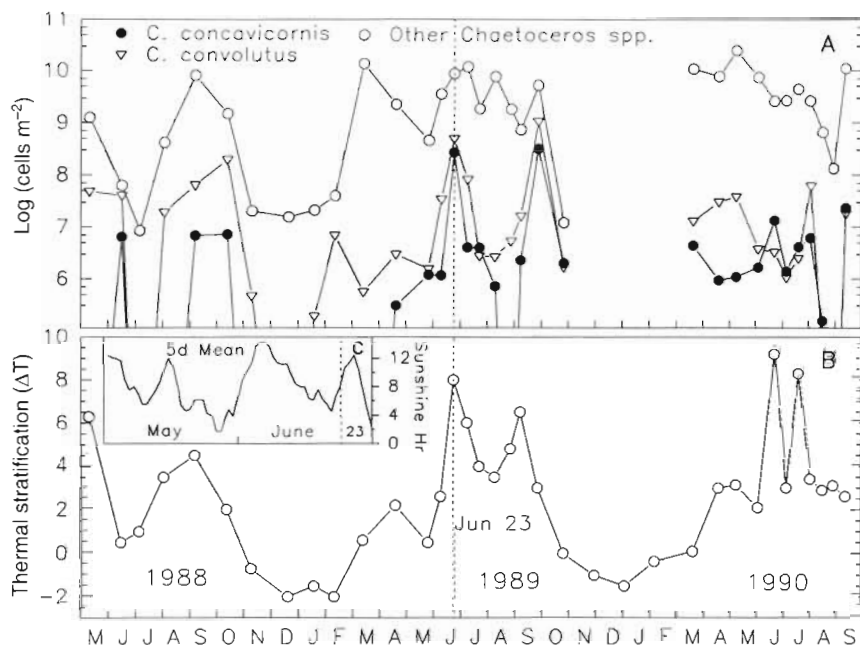 ● C. concavicornis ○ Other Chaetoceros spp.
▽ C. convolutus
A
Log (cells m⁻²)
11
10
9
8
7
6
B
Thermal stratification (ΔT)
10
8
6
4
2
0
−2
5d Mean
C
Sunshine Hr
12
8
4
0
May June 23
Jun 23
1988 1989 1990
M J J A S O N D J F M A M J J A S O N D J F M A M J J A S